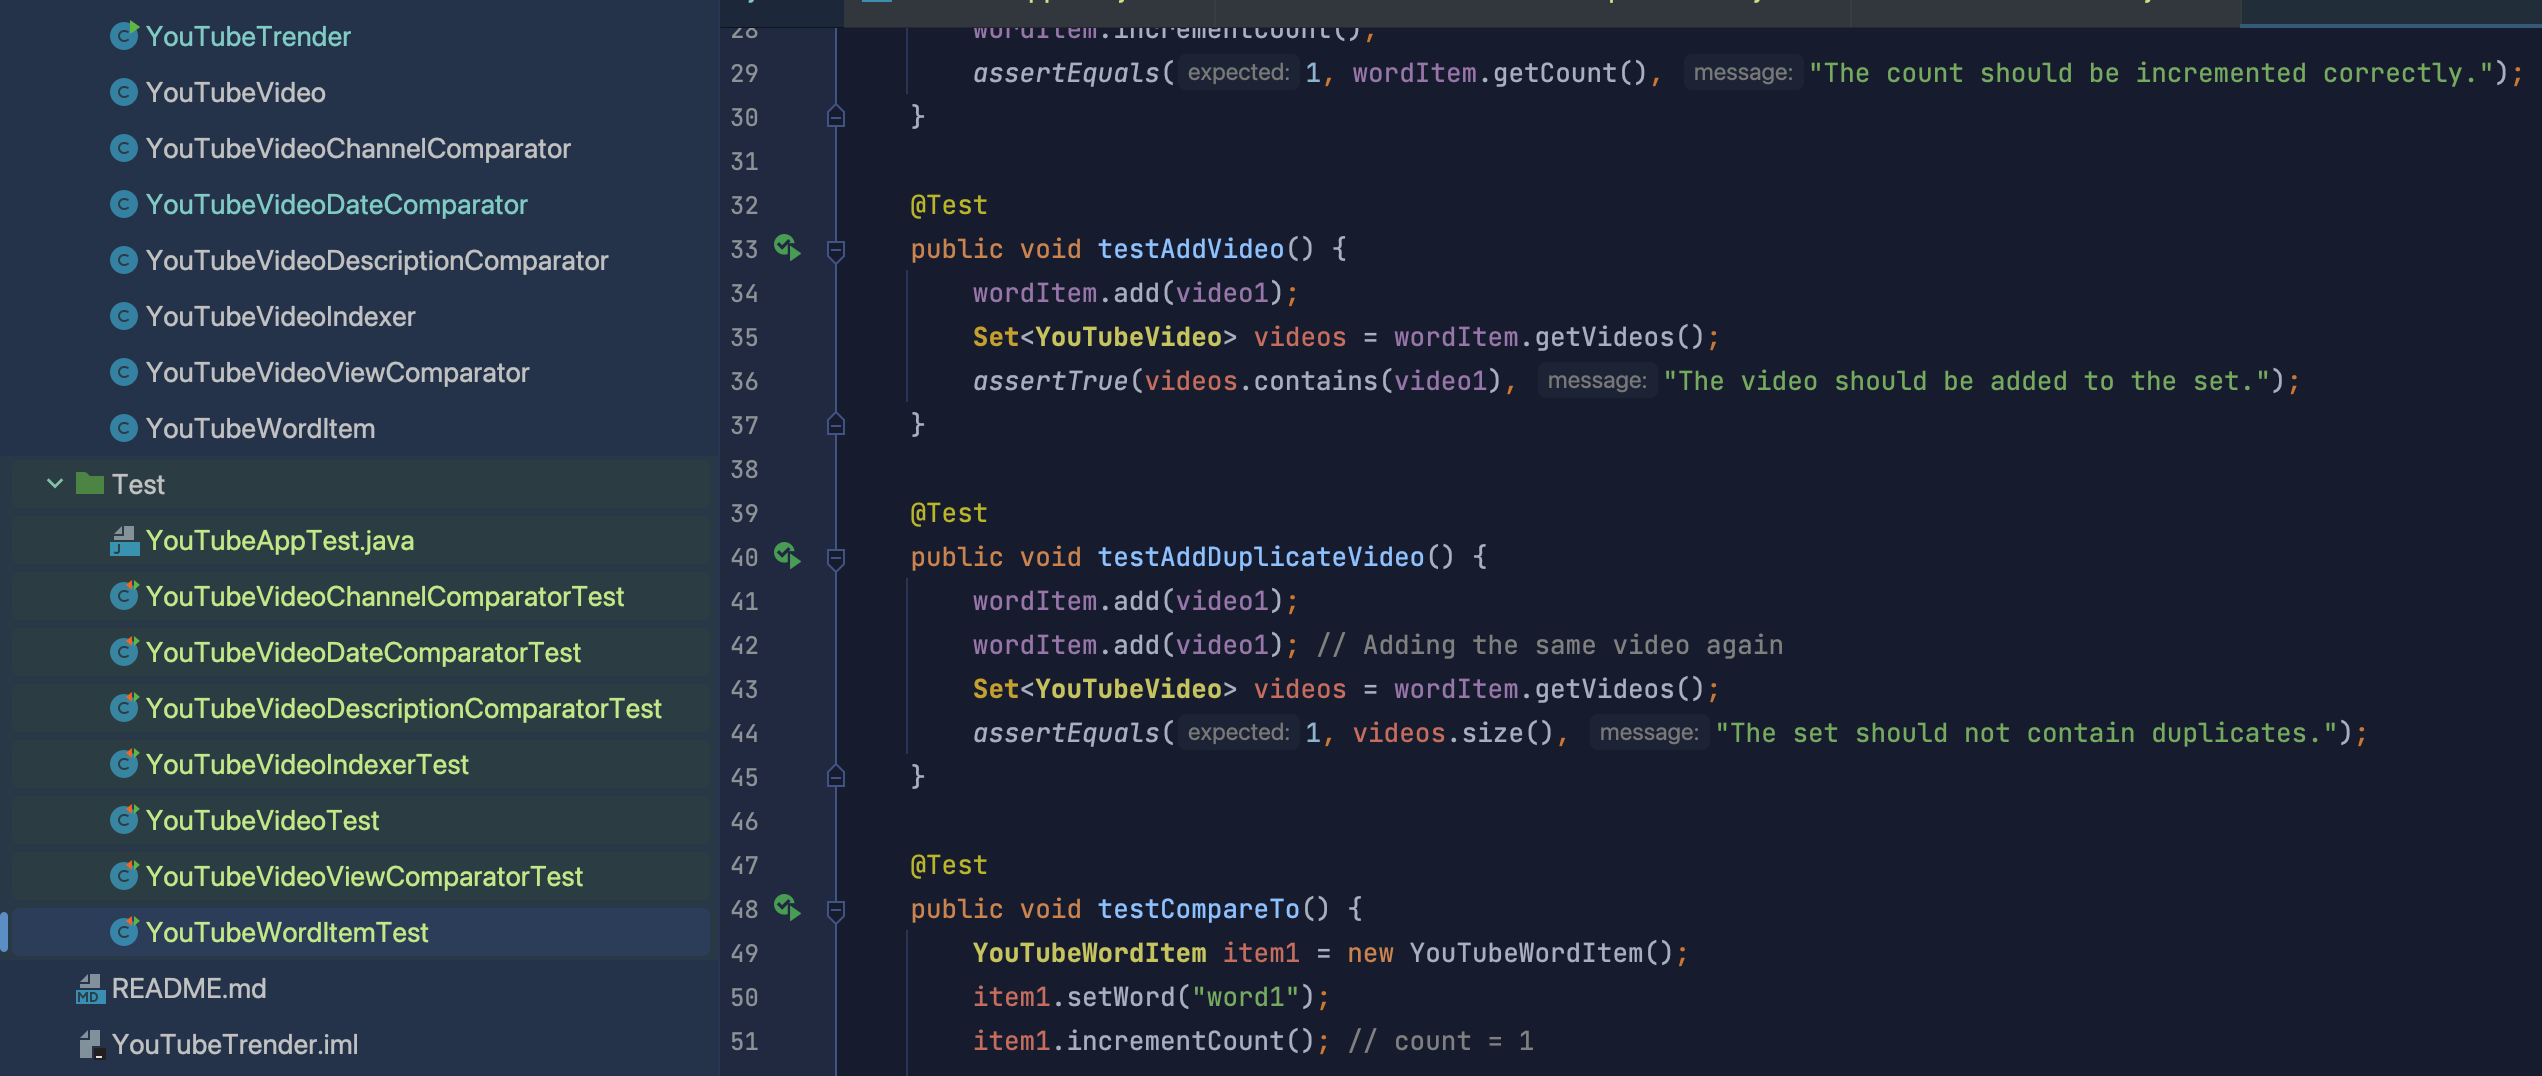 YouTubeTrender
YouTubeVideo
YouTubeVideoChannelComparator
YouTubeVideoDateComparator
YouTubeVideoDescriptionComparator
YouTubeVideoIndexer
YouTubeVideoViewComparator
YouTubeWordItem
Test
YouTubeAppTest.java
YouTubeVideoChannelComparatorTest
YouTubeVideoDateComparatorTest
YouTubeVideoDescriptionComparatorTest
YouTubeVideoIndexerTest
YouTubeVideoTest
YouTubeVideoViewComparatorTest
YouTubeWordItemTest
README.md
YouTubeTrender.iml
28 wordItem.incrementCount();
29 assertEquals( expected: 1, wordItem.getCount(), message: "The count should be incremented correctly.");
30 }
31
32 @Test
33 public void testAddVideo() {
34 wordItem.add(video1);
35 Set<YouTubeVideo> videos = wordItem.getVideos();
36 assertTrue(videos.contains(video1), message: "The video should be added to the set.");
37 }
38
39 @Test
40 public void testAddDuplicateVideo() {
41 wordItem.add(video1);
42 wordItem.add(video1); // Adding the same video again
43 Set<YouTubeVideo> videos = wordItem.getVideos();
44 assertEquals( expected: 1, videos.size(), message: "The set should not contain duplicates.");
45 }
46
47 @Test
48 public void testCompareTo() {
49 YouTubeWordItem item1 = new YouTubeWordItem();
50 item1.setWord("word1");
51 item1.incrementCount(); // count = 1